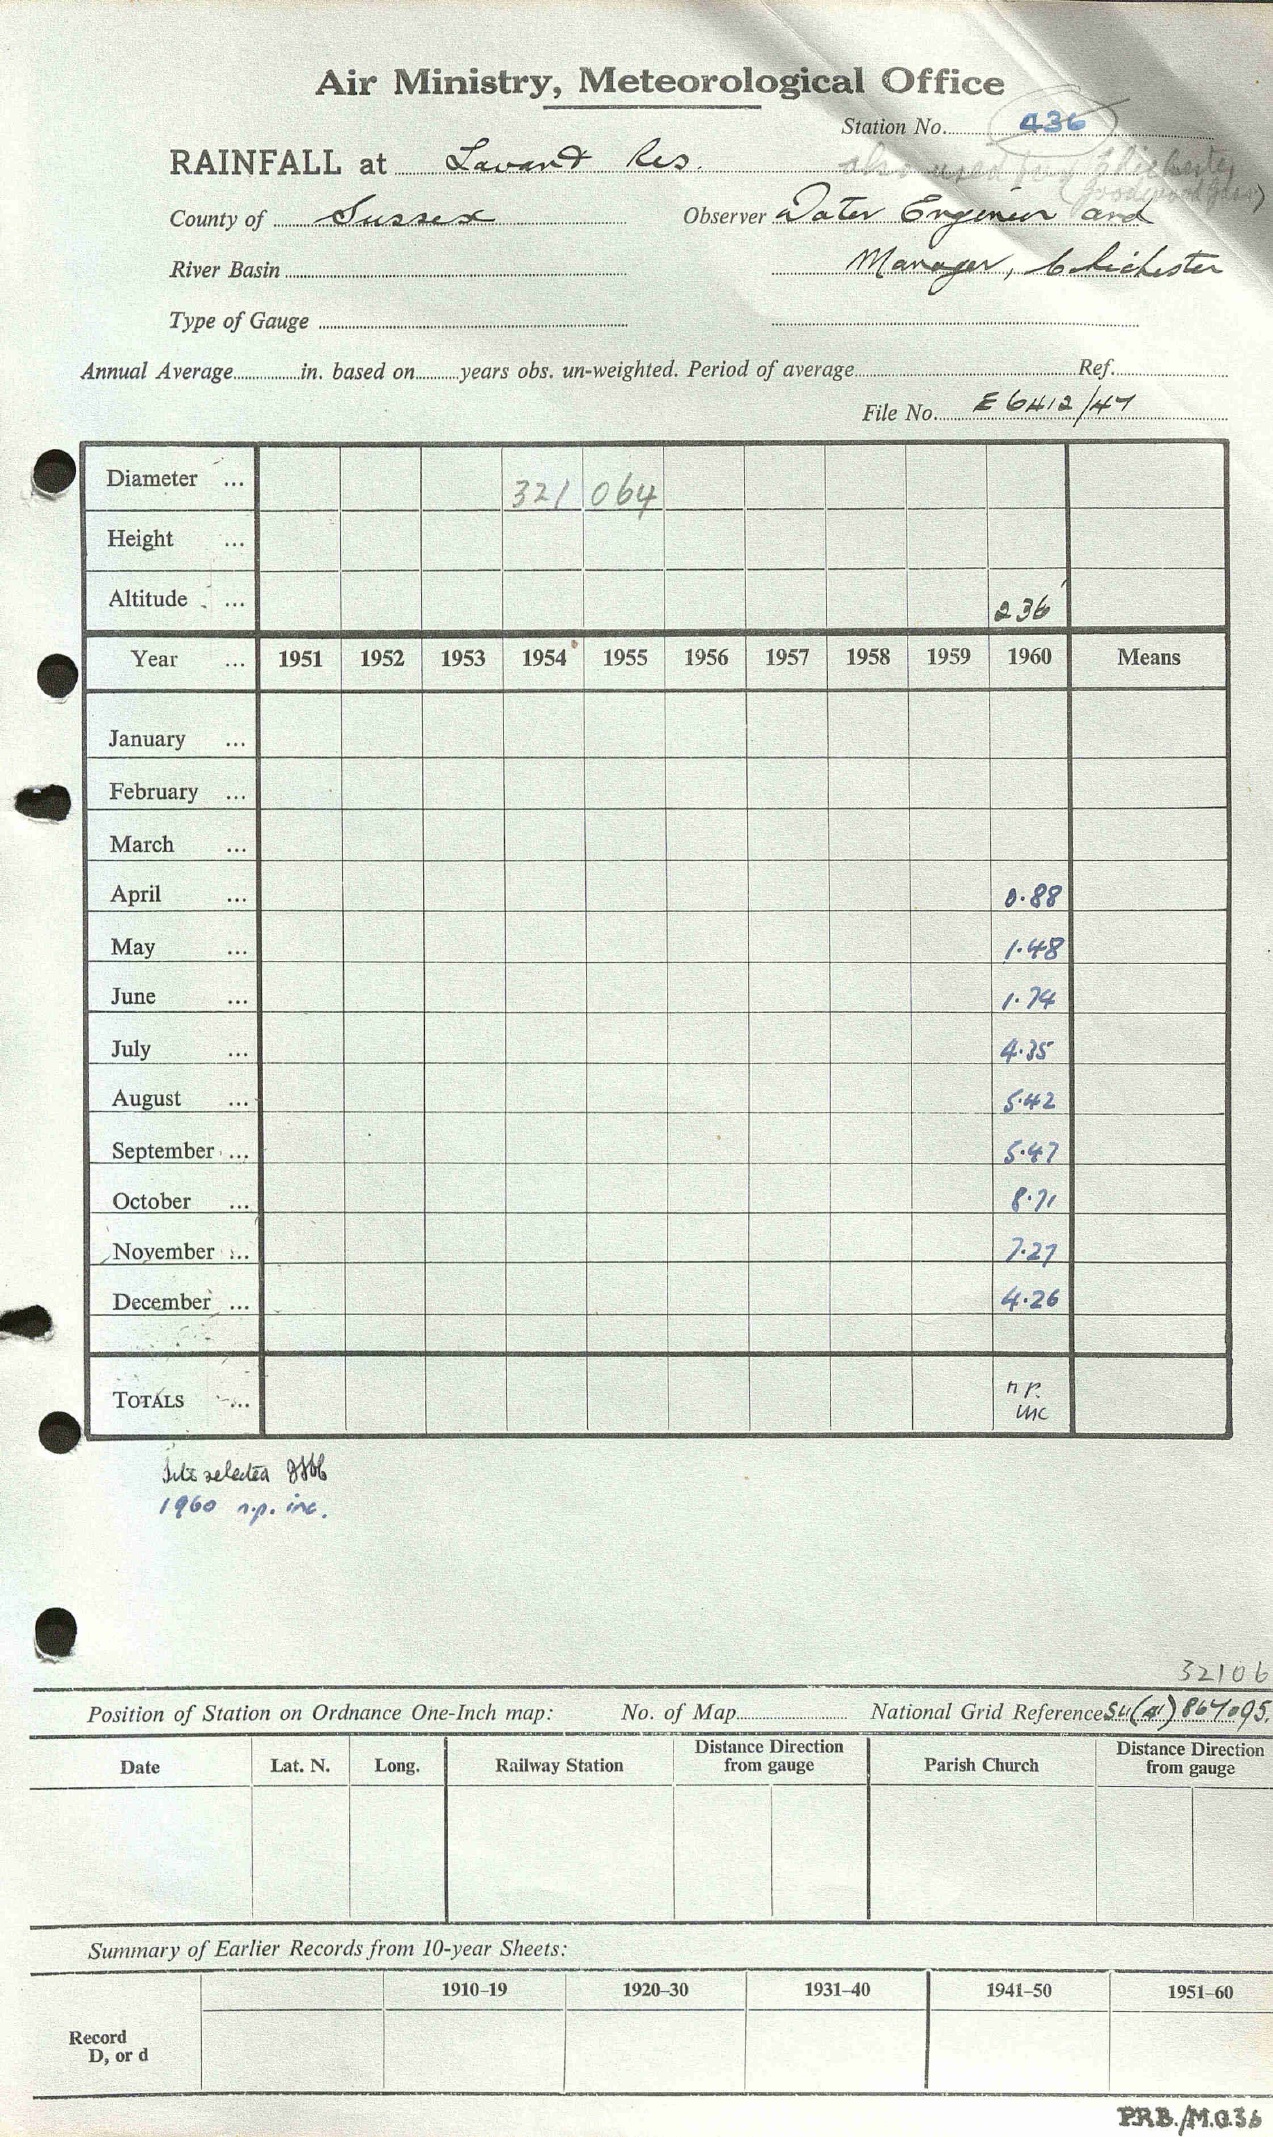 Air Ministry, Meteorological Office
Station No. 436
RAINFALL at Lavant Res.
also used for Chichester
(Goodwood
County of Sussex Observer Water Engineer and
River Basin Manager, Chichester
Type of Gauge
Annual Average in. based on years obs. un-weighted. Period of average Ref.
File No. E 6412/47
Diameter ... 321 064
Height ...
Altitude ... 236'
Year ... 1951 1952 1953 1954 1955 1956 1957 1958 1959 1960 Means
January ...
February ...
March ...
April ... 0.88
May ... 1.48
June ... 1.74
July ... 4.35
August ... 5.42
September ... 5.47
October ... 8.71
November ... 7.27
December ... 4.26
TOTALS ... n.p.
inc
Site selected
1960 n.p. inc.
32106
Position of Station on Ordnance One-Inch map: No. of Map National Grid Reference SU(41) 867095.
Date Lat. N. Long. Railway Station Distance Direction from gauge Parish Church Distance Direction from gauge
Summary of Earlier Records from 10-year Sheets:
1910–19 1920–30 1931–40 1941–50 1951–60
Record
D, or d
P.R.B./M.O.36